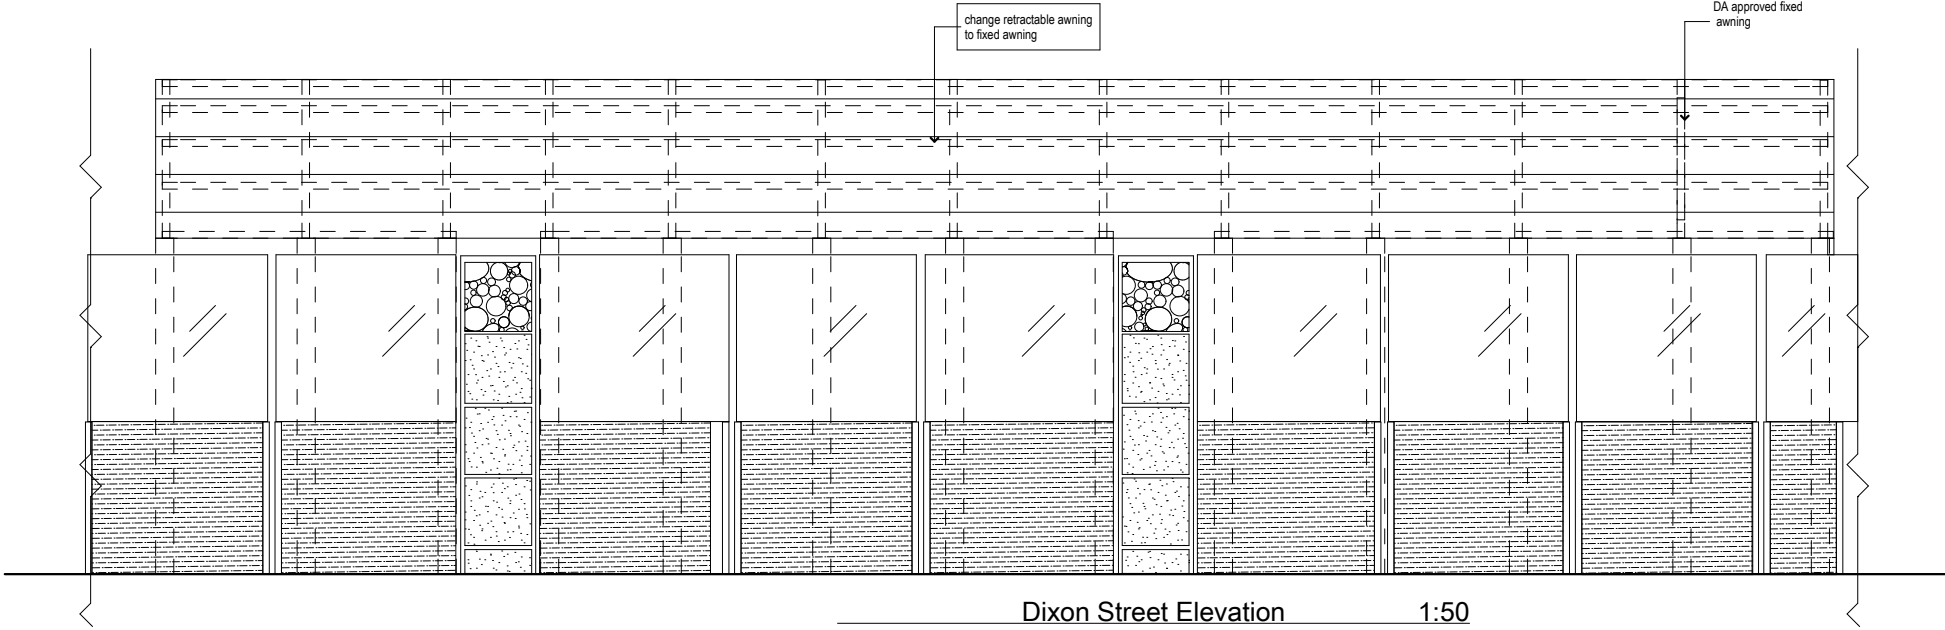 change retractable awning
to fixed awning
DA approved fixed
awning
Dixon Street Elevation 1:50